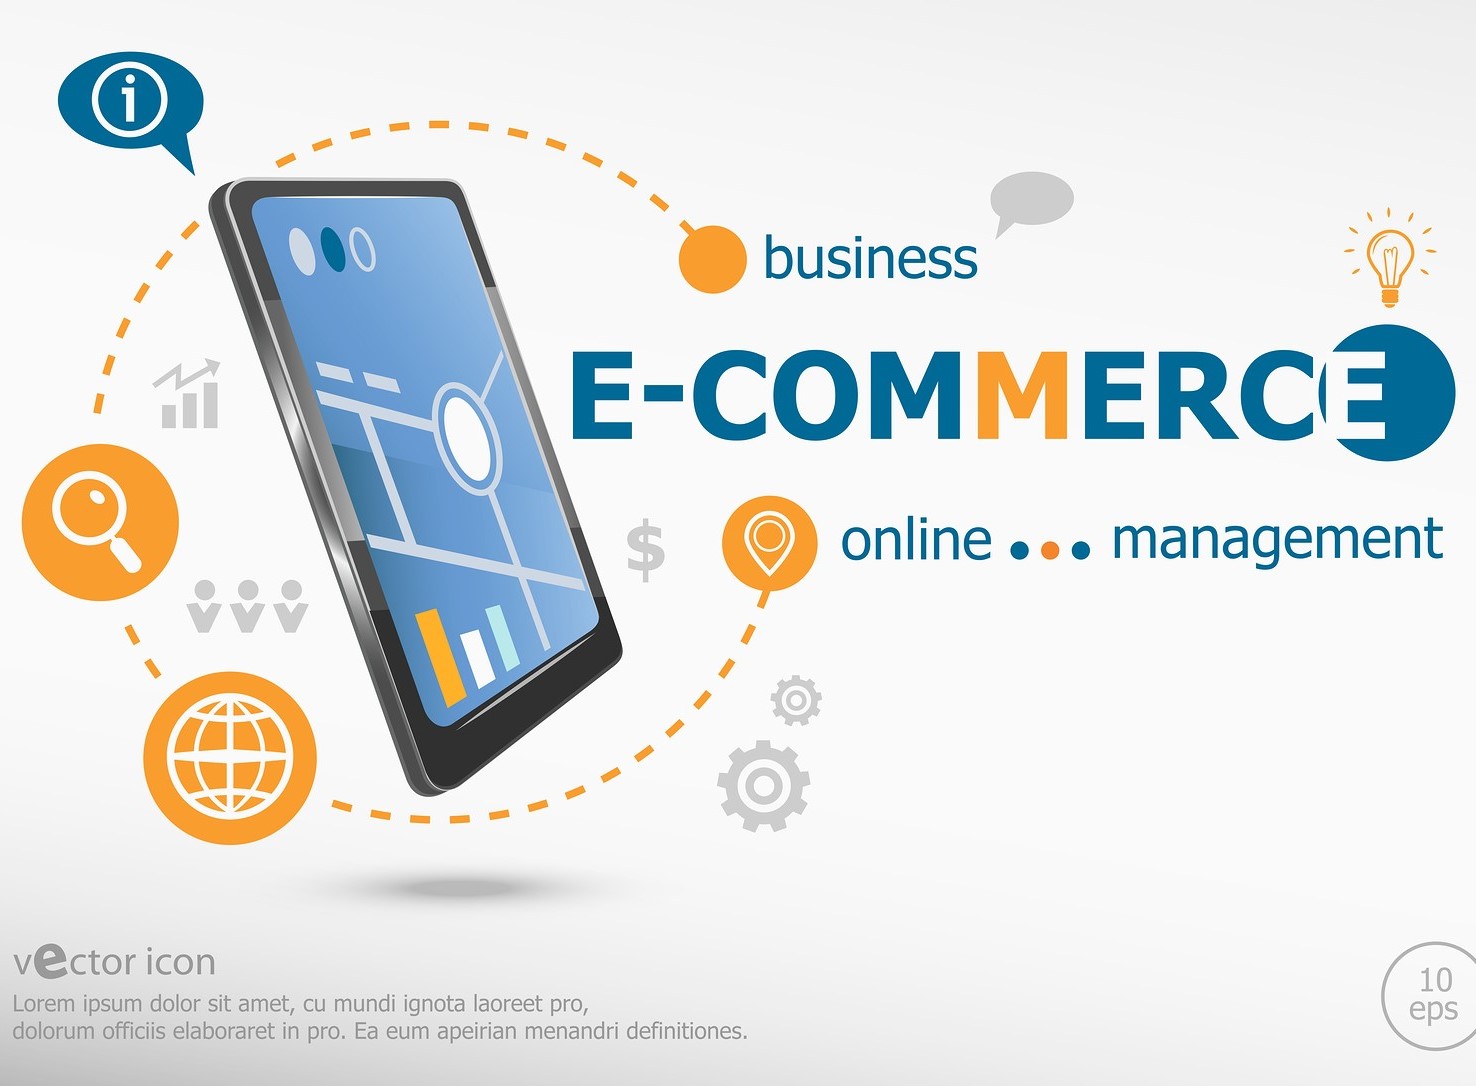 i
business
E-COMMERCE
$
online ... management
vector icon
Lorem ipsum dolor sit amet, cu mundi ignota laoreet pro,
dolorum officiis elaboraret in pro. Ea eum apeirian menandri definitiones.
10
eps